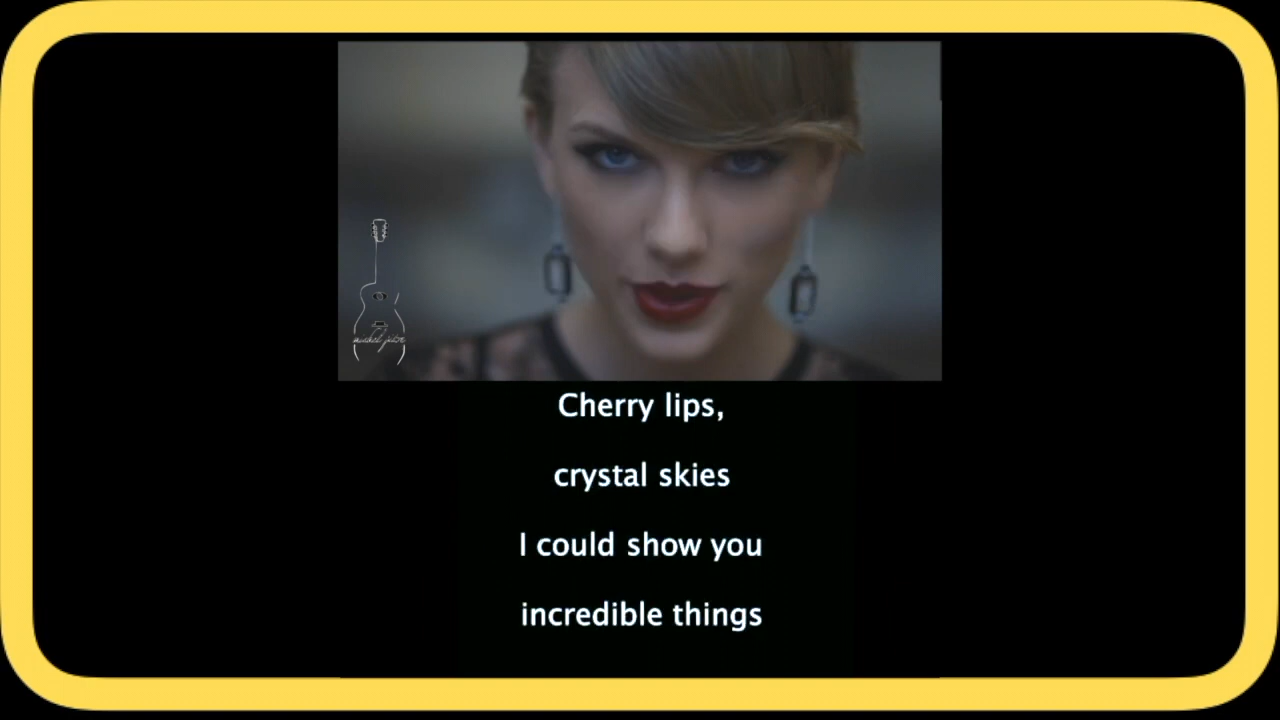 Cherry lips,
crystal skies
I could show you
incredible things